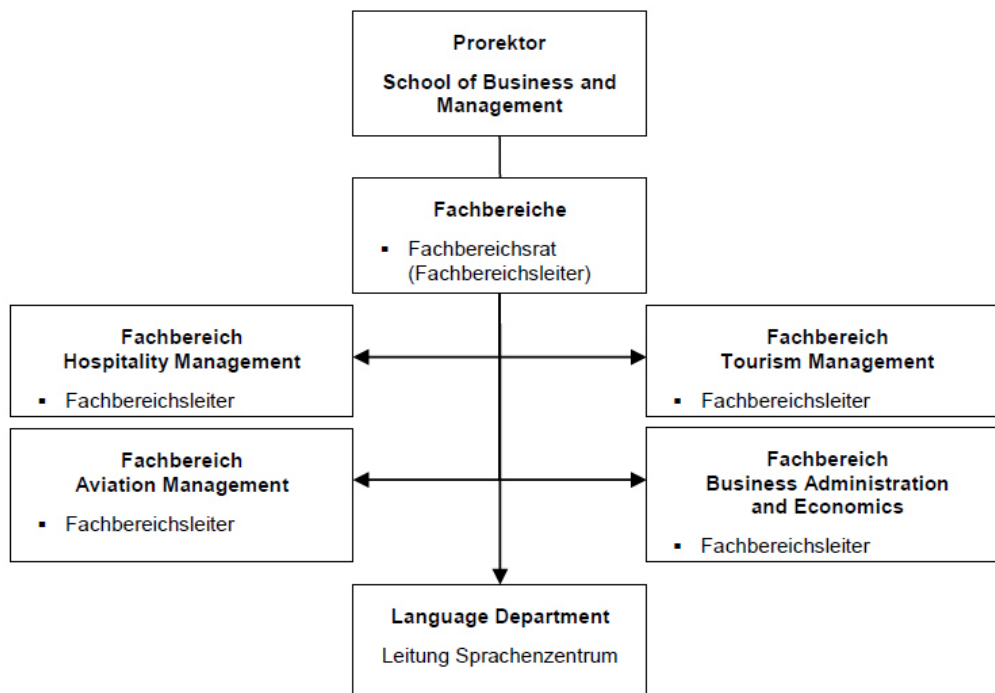 Prorektor
School of Business and
Management
Fachbereiche
▪ Fachbereichsrat
(Fachbereichsleiter)
Fachbereich
Hospitality Management
▪ Fachbereichsleiter
Fachbereich
Tourism Management
▪ Fachbereichsleiter
Fachbereich
Aviation Management
▪ Fachbereichsleiter
Fachbereich
Business Administration
and Economics
▪ Fachbereichsleiter
Language Department
Leitung Sprachenzentrum